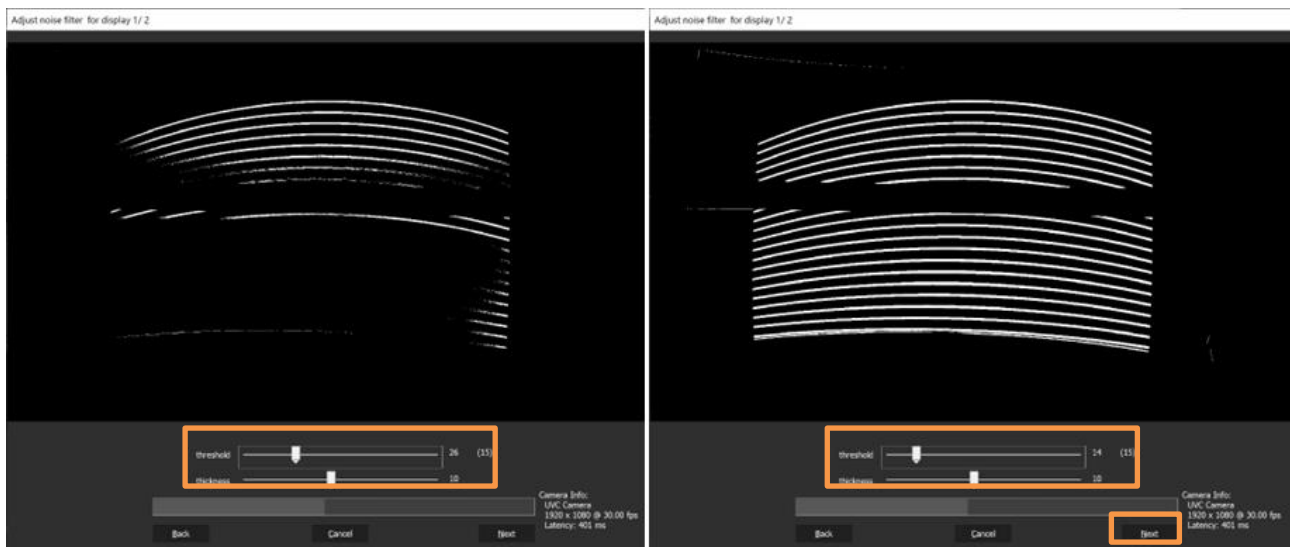 Adjust noise filter for display 1/ 2
threshold 26 (15)
thickness 10
Camera Info:
UVC Camera
1920 x 1080 @ 30.00 fps
Latency: 401 ms
Back Cancel Next
Adjust noise filter for display 1/ 2
threshold 14 (15)
thickness 10
Camera Info:
UVC Camera
1920 x 1080 @ 30.00 fps
Latency: 401 ms
Back Cancel Next